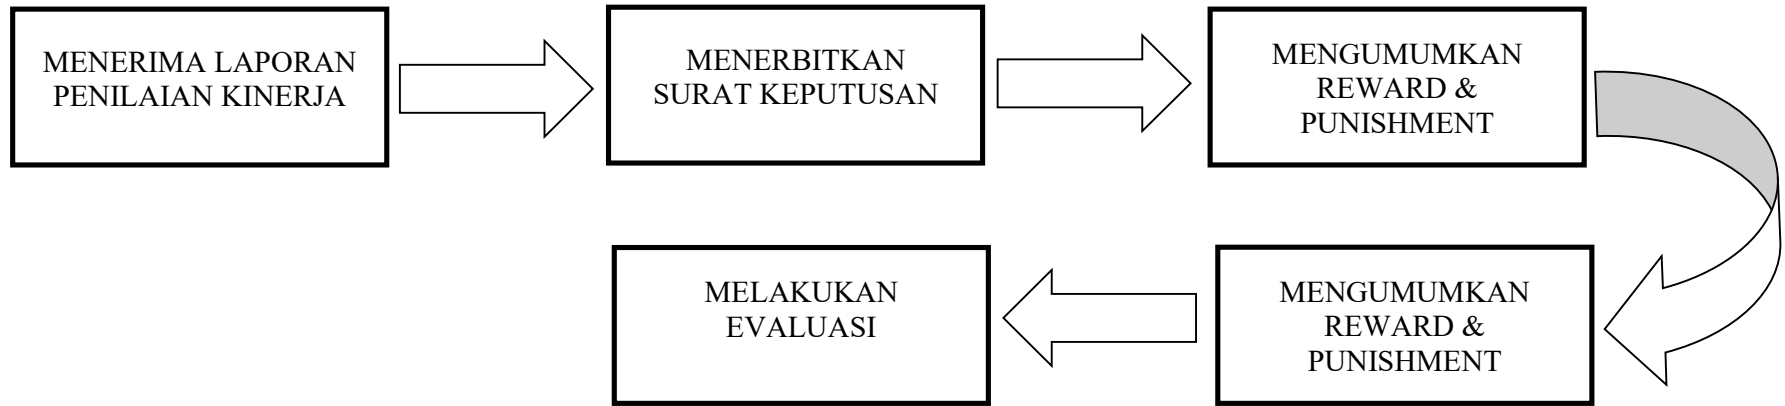 MENERIMA LAPORAN
PENILAIAN KINERJA
MENERBITKAN
SURAT KEPUTUSAN
MENGUMUMKAN
REWARD &
PUNISHMENT
MENGUMUMKAN
REWARD &
PUNISHMENT
MELAKUKAN
EVALUASI